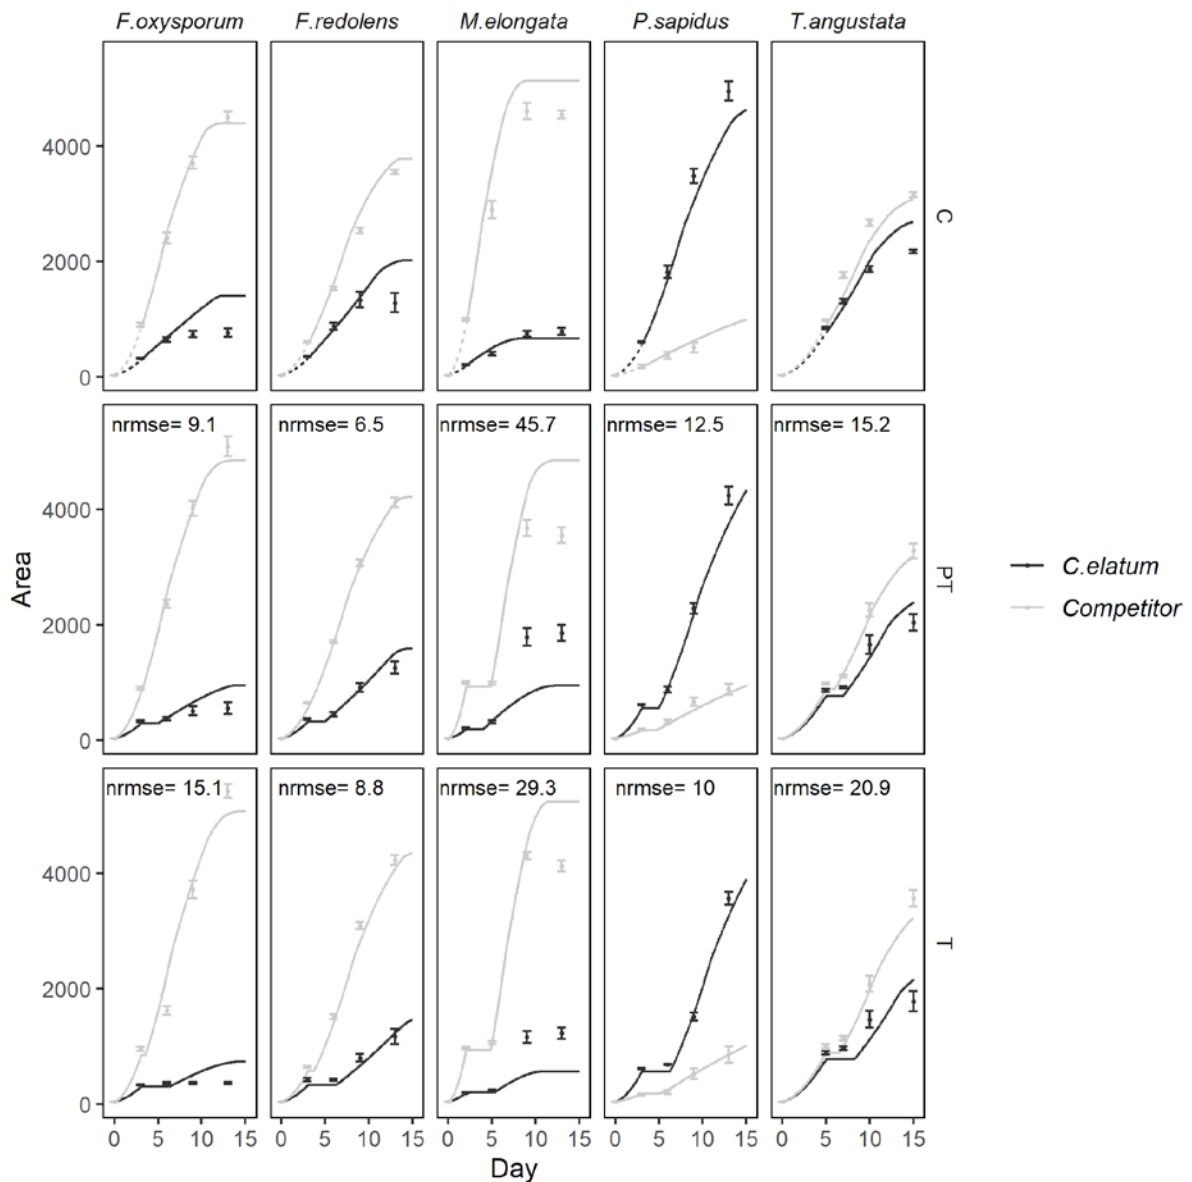 F.oxysporum F.redolens M.elongata P.sapidus T.angustata
4000
2000
0
C
nrmse= 9.1 nrmse= 6.5 nrmse= 45.7 nrmse= 12.5 nrmse= 15.2
4000
2000
0
PT
nrmse= 15.1 nrmse= 8.8 nrmse= 29.3 nrmse= 10 nrmse= 20.9
4000
2000
0
T
0 5 10 15 0 5 10 15 0 5 10 15 0 5 10 15 0 5 10 15
Day
Area
C.elatum
Competitor